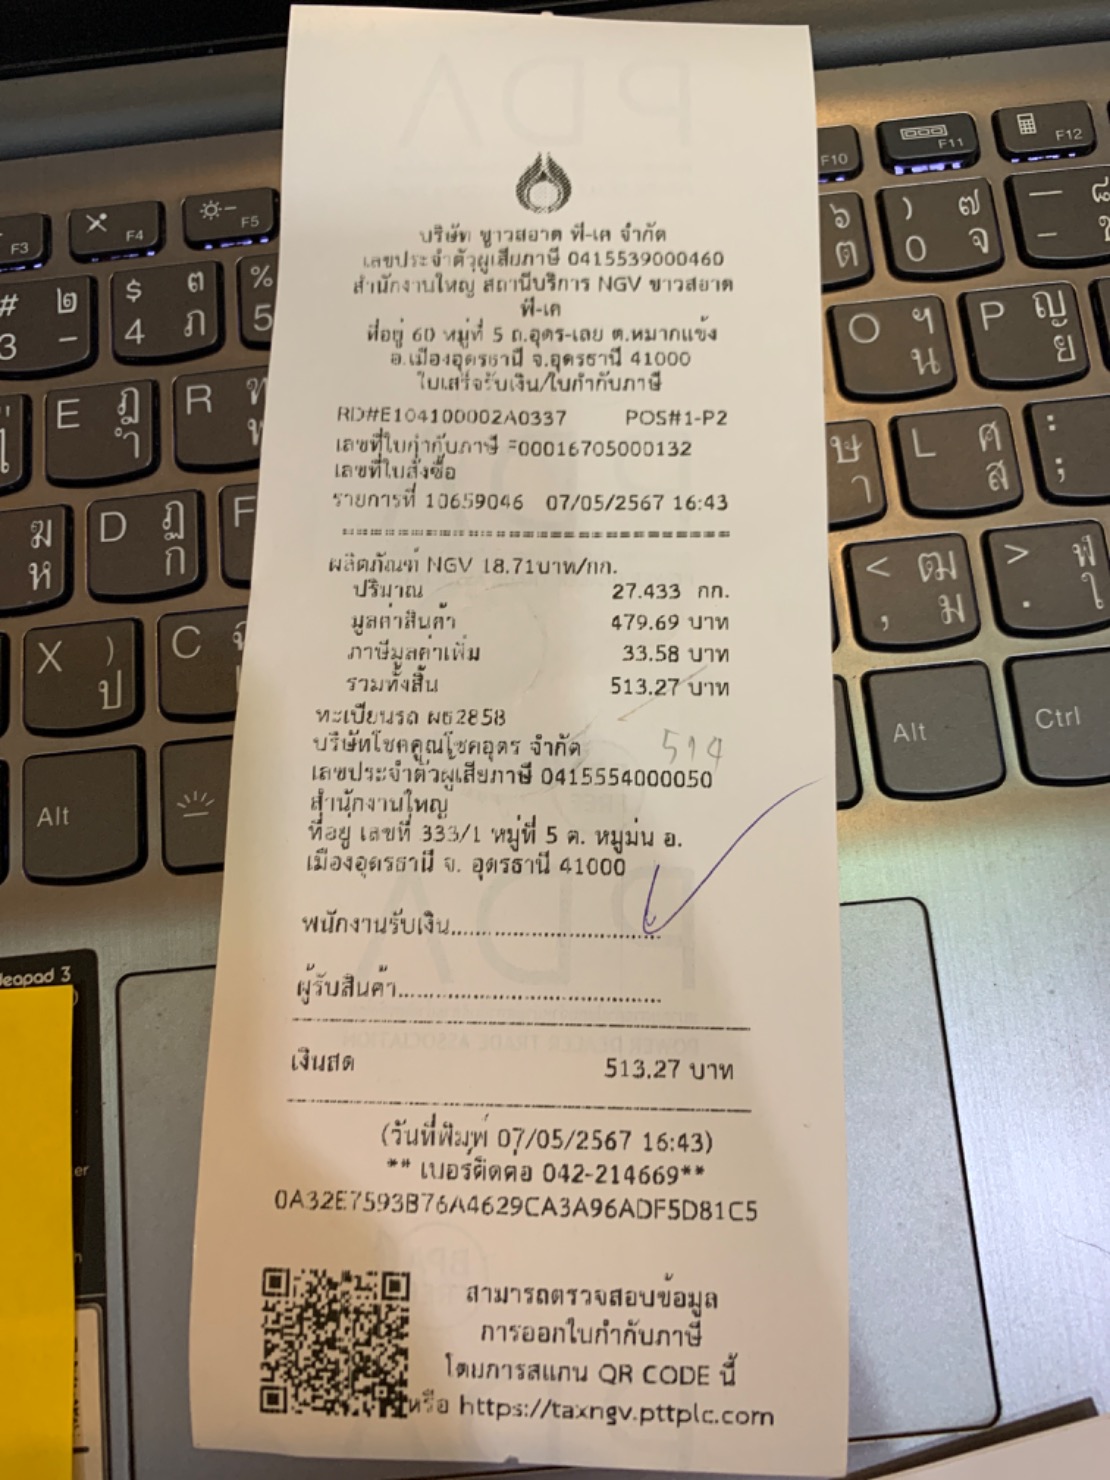 บริษัท ขาวสอาด พี-เค จำกัด
เลขประจำตัวผู้เสียภาษี 0415539000460
สำนักงานใหญ่ สถานีบริการ NGV ขาวสอาด
พี-เค
ที่อยู่ 60 หมู่ที่ 5 ถ.อุดร-เลย ต.หมากแข้ง
อ.เมืองอุดรธานี จ.อุดรธานี 41000
ใบเสร็จรับเงิน/ใบกำกับภาษี
RD#E104100002A0337 POS#1-P2
เลขที่ใบกำกับภาษี F00016705000132
เลขที่ใบสั่งซื้อ
รายการที่ 10659046 07/05/2567 16:43
ผลิตภัณฑ์ NGV 18.71บาท/กก.
ปริมาณ 27.433 กก.
มูลค่าสินค้า 479.69 บาท
ภาษีมูลค่าเพิ่ม 33.58 บาท
รวมทั้งสิ้น 513.27 บาท
ทะเบียนรถ ผธ2858
บริษัทโชคคูณโชคอุดร จำกัด 514
เลขประจำตัวผู้เสียภาษี 0415554000050
สำนักงานใหญ่
ที่อยู่ เลขที่ 333/1 หมู่ที่ 5 ต. หมูม่น อ.
เมืองอุดรธานี จ. อุดรธานี 41000
พนักงานรับเงิน..............................
ผู้รับสินค้า......................................
เงินสด 513.27 บาท
(วันที่พิมพ์ 07/05/2567 16:43)
** เบอร์ติดต่อ 042-214669**
0A32E7593B76A4629CA3A96ADF5D81C5
สามารถตรวจสอบข้อมูล
การออกใบกำกับภาษี
โดยการสแกน QR CODE นี้
หรือ https://taxngv.pttplc.com